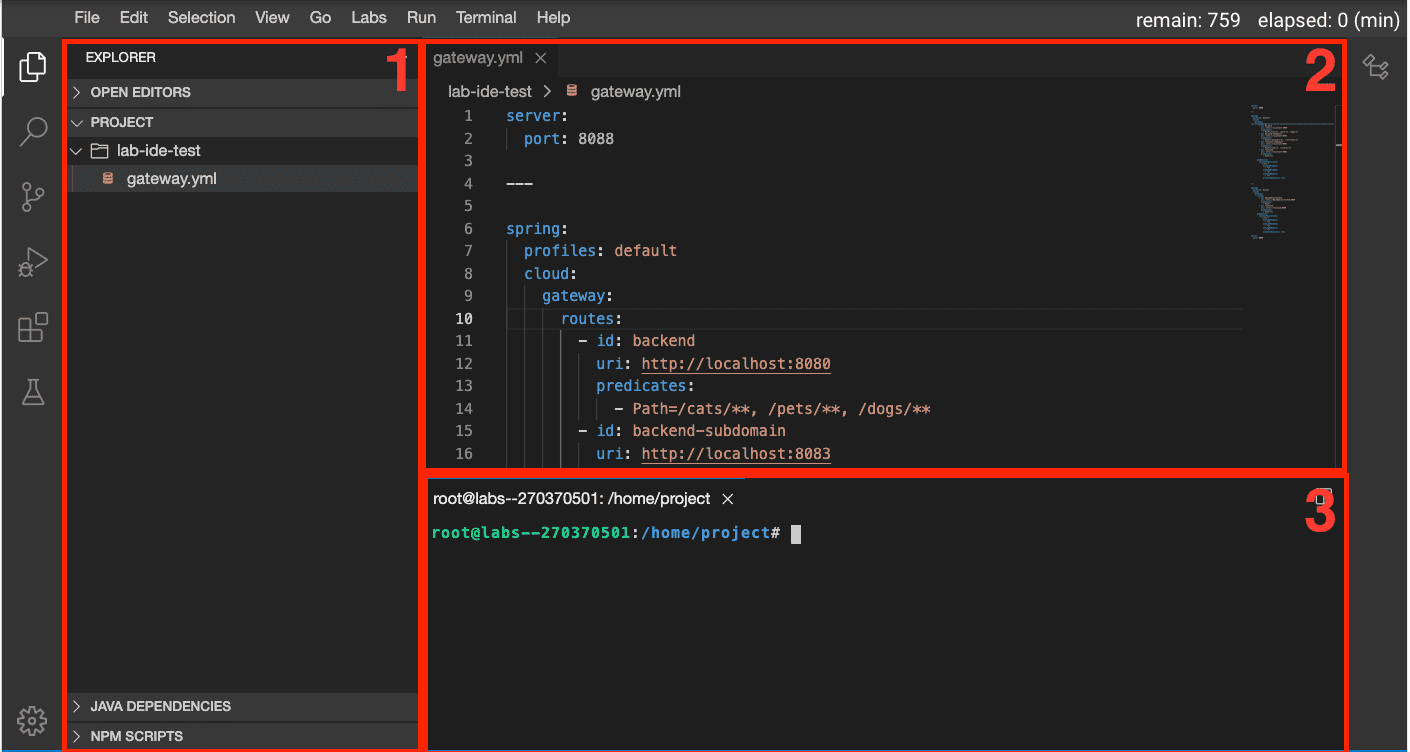 File Edit Selection View Go Labs Run Terminal Help
remain: 759 elapsed: 0 (min)
EXPLORER
1
OPEN EDITORS
PROJECT
lab-ide-test
gateway.yml
JAVA DEPENDENCIES
NPM SCRIPTS
gateway.yml
2
lab-ide-test > gateway.yml
1 server:
2 port: 8088
3
4 ---
5
6 spring:
7 profiles: default
8 cloud:
9 gateway:
10 routes:
11 - id: backend
12 uri: http://localhost:8080
13 predicates:
14 - Path=/cats/**, /pets/**, /dogs/**
15 - id: backend-subdomain
16 uri: http://localhost:8083
root@labs--270370501: /home/project
3
root@labs--270370501:/home/project#